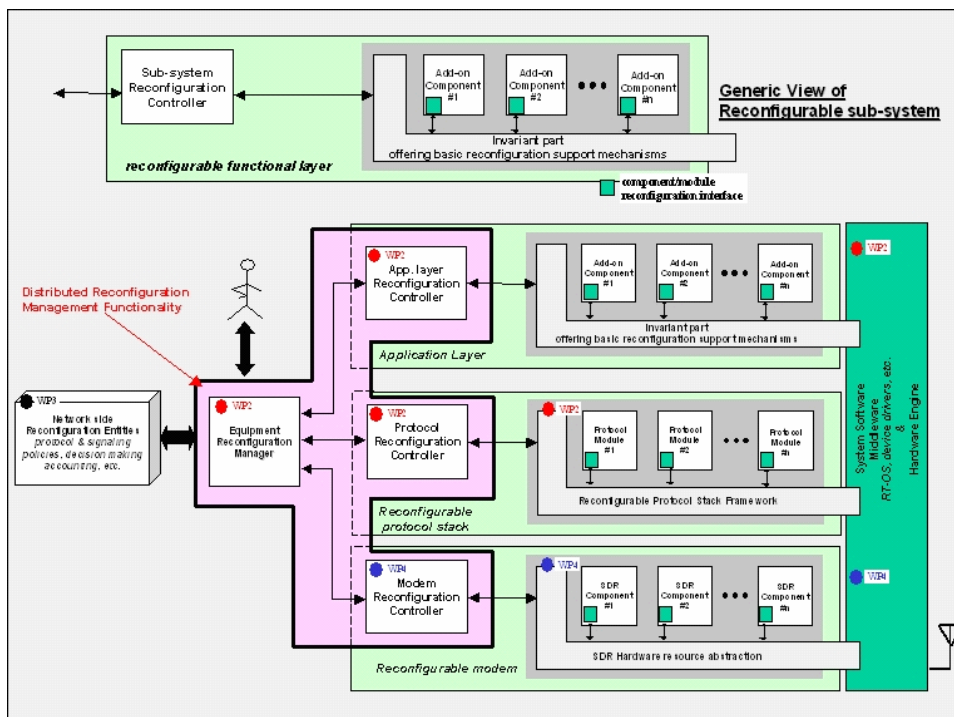 Sub-system
Reconfiguration
Controller
Add-on
Component
#1
Add-on
Component
#2
Add-on
Component
#n
Invariant part
offering basic reconfiguration support mechanisms
reconfigurable functional layer
Generic View of
Reconfigurable sub-system
component/module
reconfiguration interface
Distributed Reconfiguration
Management Functionality
WP3
Network side
Reconfiguration Entities
protocol & signaling
policies, decision making
accounting, etc.
WP2
Equipment
Reconfiguration
Manager
WP2
App. layer
Reconfiguration
Controller
Application Layer
Add-on
Component
#1
Add-on
Component
#2
Add-on
Component
#n
Invariant part
offering basic reconfiguration support mechanisms
WP2
Protocol
Reconfiguration
Controller
Reconfigurable
protocol stack
WP2
Protocol
Module
#1
Protocol
Module
#2
Protocol
Module
#n
Reconfigurable Protocol Stack Framework
WP4
Modem
Reconfiguration
Controller
Reconfigurable modem
WP4
SDR
Component
#1
SDR
Component
#2
SDR
Component
#n
SDR Hardware resource abstraction
WP2
System Software
Middleware
RT-OS, device drivers, etc.
&
Hardware Engine
WP4